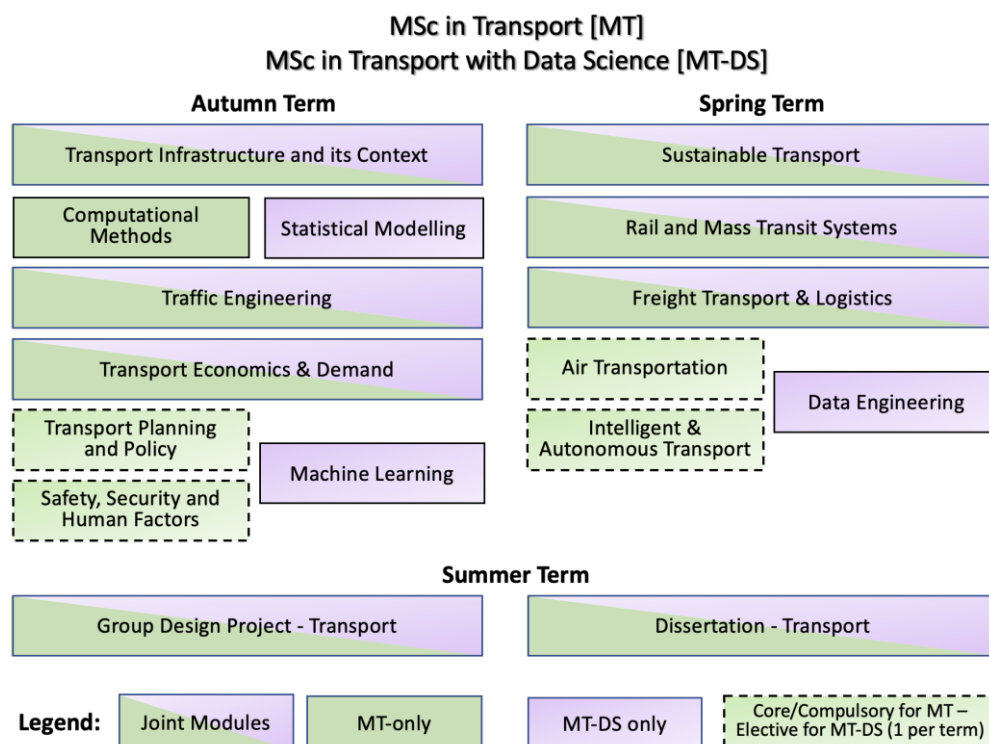 MSc in Transport [MT]
MSc in Transport with Data Science [MT-DS]
Autumn Term
Transport Infrastructure and its Context
Computational
Methods
Statistical Modelling
Traffic Engineering
Transport Economics & Demand
Transport Planning
and Policy
Machine Learning
Safety, Security and
Human Factors
Spring Term
Sustainable Transport
Rail and Mass Transit Systems
Freight Transport & Logistics
Air Transportation
Data Engineering
Intelligent &
Autonomous Transport
Summer Term
Group Design Project - Transport
Dissertation - Transport
Legend:
Joint Modules
MT-only
MT-DS only
Core/Compulsory for MT –
Elective for MT-DS (1 per term)